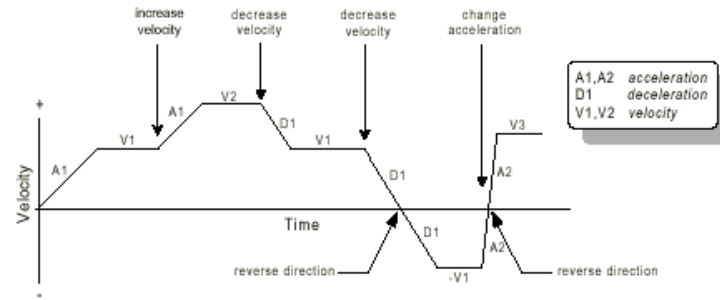 increase
velocity
decrease
velocity
decrease
velocity
change
acceleration
A1,A2 acceleration
D1 deceleration
V1,V2 velocity
+
Velocity
-
A1
V1
A1
V2
D1
V1
D1
D1
-V1
A2
A2
V3
Time
reverse direction
reverse direction